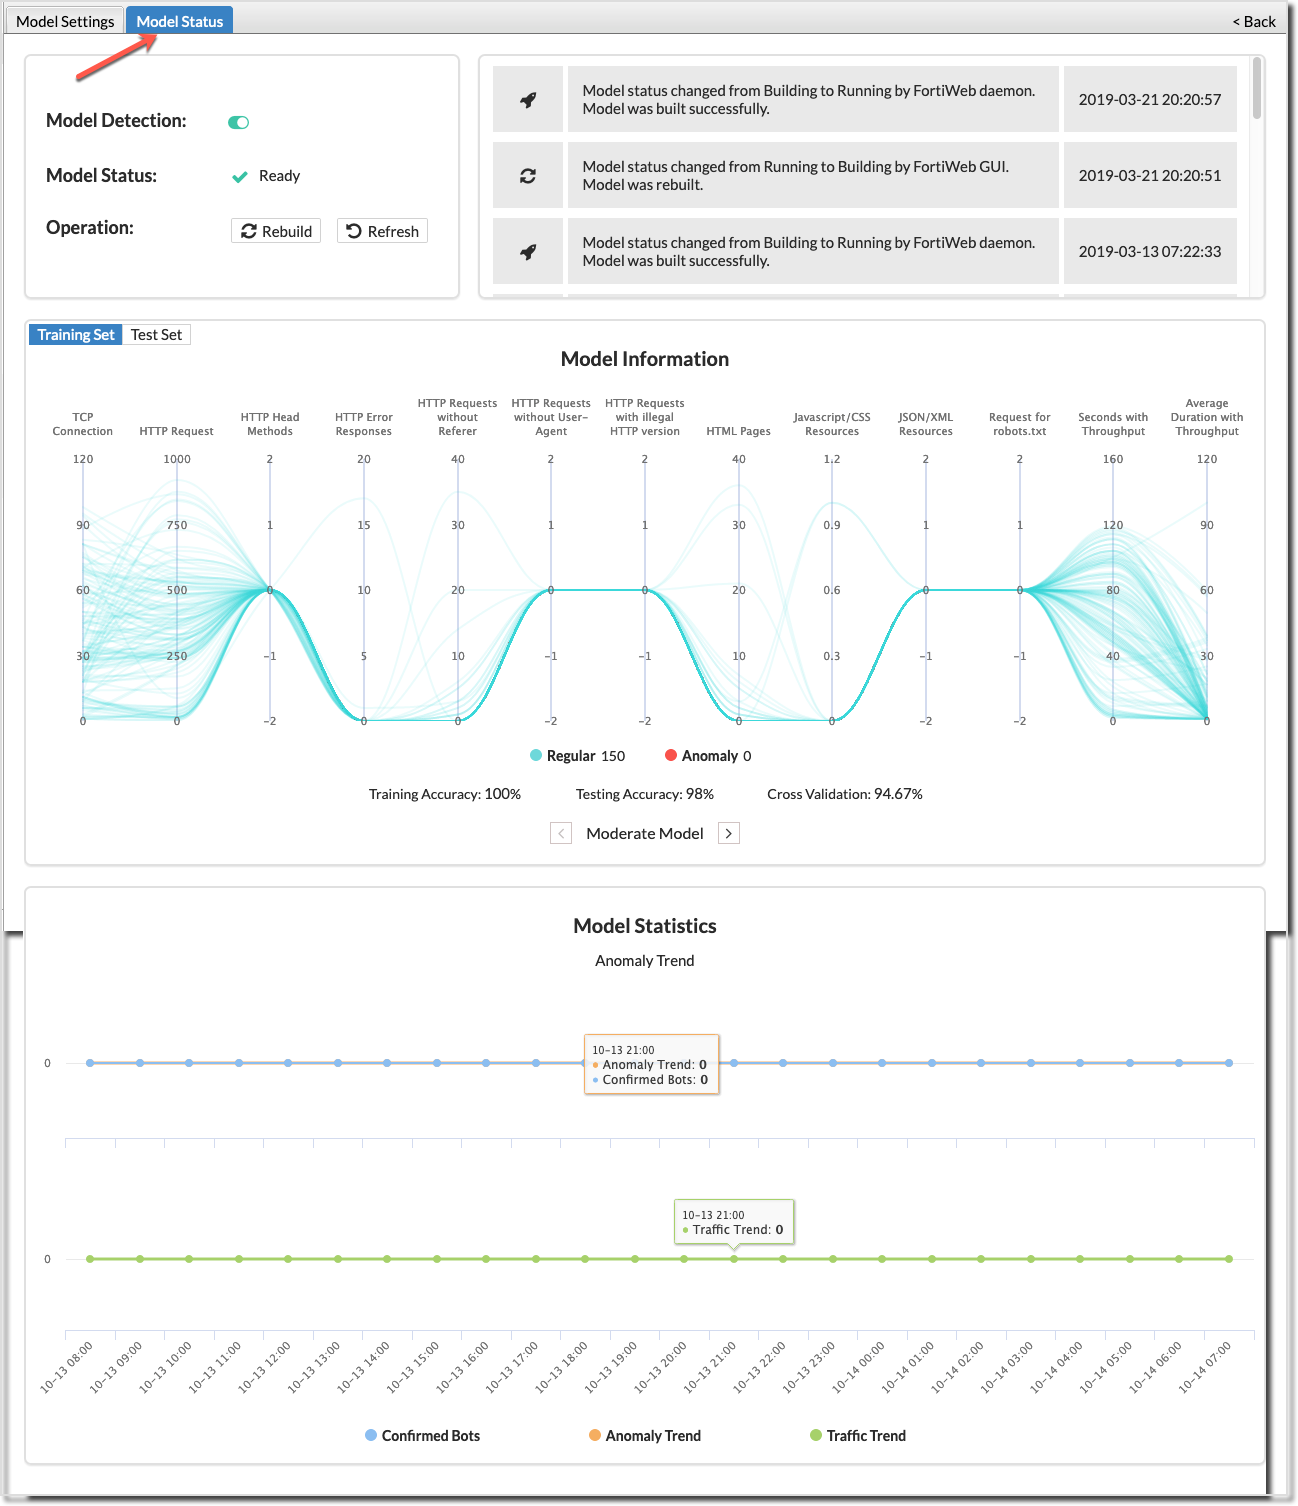 Model Settings
Model Status
< Back
Model Detection:
Model Status:
Ready
Operation:
Rebuild
Refresh
Model status changed from Building to Running by FortiWeb daemon.
Model was built successfully.
2019-03-21 20:20:57
Model status changed from Running to Building by FortiWeb GUI.
Model was rebuilt.
2019-03-21 20:20:51
Model status changed from Building to Running by FortiWeb daemon.
Model was built successfully.
2019-03-13 07:22:33
Training Set
Test Set
Model Information
TCP
Connection
HTTP Request
HTTP Head
Methods
HTTP Error
Responses
HTTP Requests
without
Referer
HTTP Requests
without User-
Agent
HTTP Requests
with illegal
HTTP version
HTML Pages
Javascript/CSS
Resources
JSON/XML
Resources
Request for
robots.txt
Seconds with
Throughput
Average
Duration with
Throughput
120 1000 2 20 40 2 2 40 1.2 2 2 160 120
90 750 1 15 30 1 1 30 0.9 1 1 120 90
60 500 0 10 20 0 0 20 0.6 0 0 80 60
30 250 -1 5 10 -1 -1 10 0.3 -1 -1 40 30
0 0 -2 0 0 -2 -2 0 0 -2 -2 0 0
Regular 150
Anomaly 0
Training Accuracy: 100%
Testing Accuracy: 98%
Cross Validation: 94.67%
< Moderate Model >
Model Statistics
Anomaly Trend
10-13 21:00
Anomaly Trend: 0
Confirmed Bots: 0
0
10-13 21:00
Traffic Trend: 0
0
10-13 08:00
10-13 09:00
10-13 10:00
10-13 11:00
10-13 12:00
10-13 13:00
10-13 14:00
10-13 15:00
10-13 16:00
10-13 17:00
10-13 18:00
10-13 19:00
10-13 20:00
10-13 21:00
10-13 22:00
10-13 23:00
10-14 00:00
10-14 01:00
10-14 02:00
10-14 03:00
10-14 04:00
10-14 05:00
10-14 06:00
10-14 07:00
Confirmed Bots
Anomaly Trend
Traffic Trend